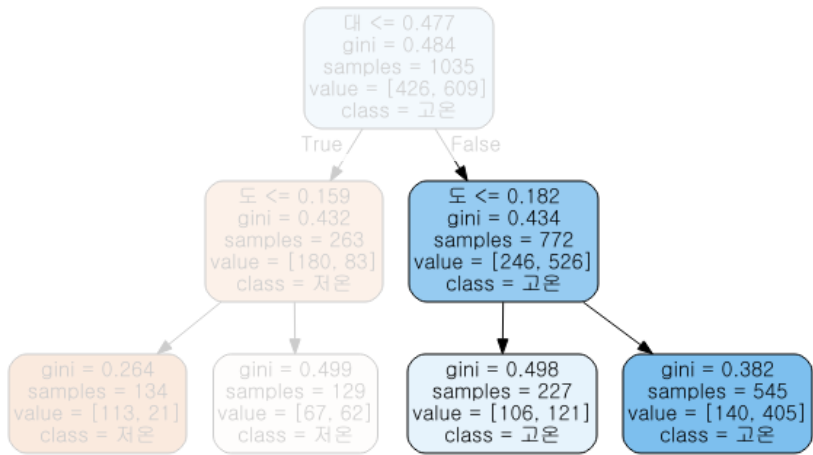 대 <= 0.477
gini = 0.484
samples = 1035
value = [426, 609]
class = 고온
True
False
도 <= 0.159
gini = 0.432
samples = 263
value = [180, 83]
class = 저온
도 <= 0.182
gini = 0.434
samples = 772
value = [246, 526]
class = 고온
gini = 0.264
samples = 134
value = [113, 21]
class = 저온
gini = 0.499
samples = 129
value = [67, 62]
class = 저온
gini = 0.498
samples = 227
value = [106, 121]
class = 고온
gini = 0.382
samples = 545
value = [140, 405]
class = 고온